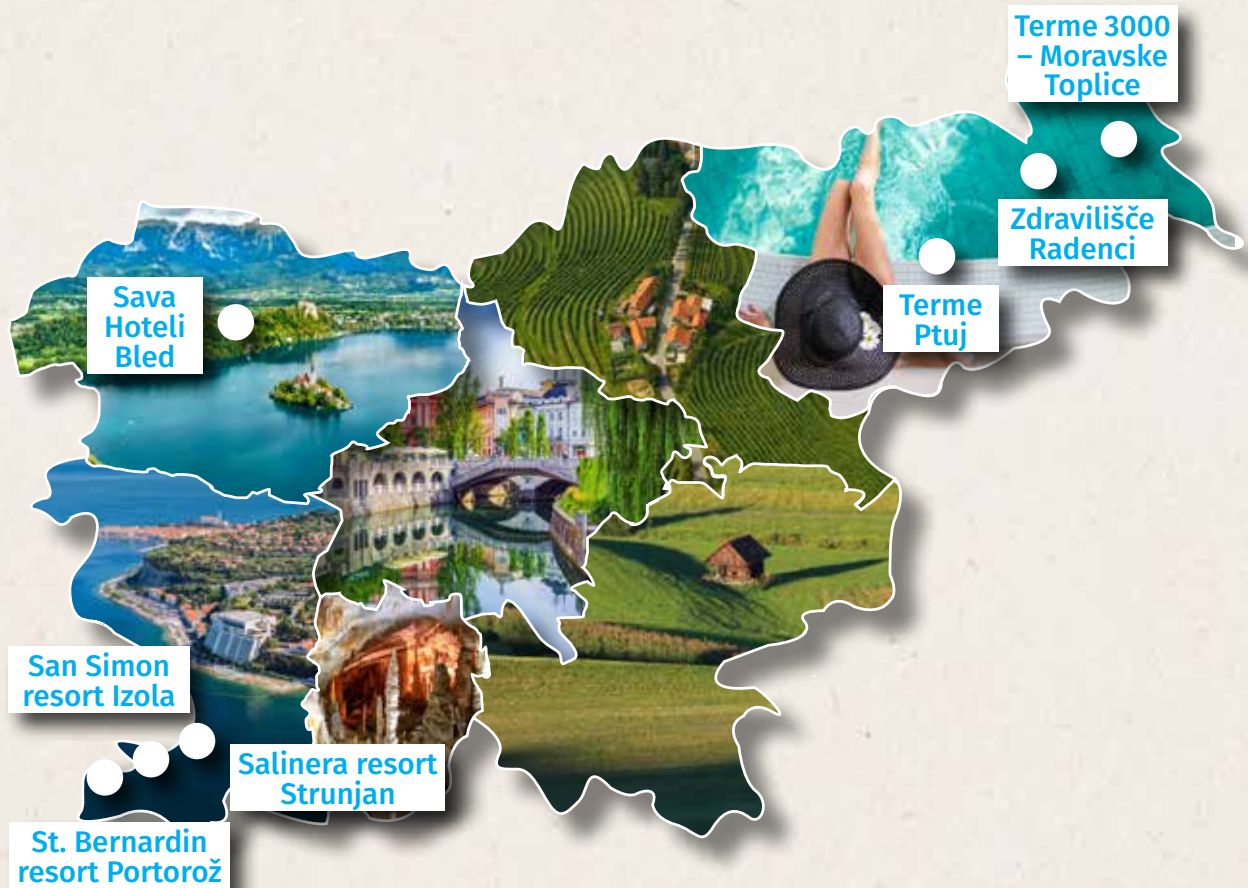 Terme 3000
– Moravske
Toplice
Zdravilišče
Radenci
Terme
Ptuj
Sava
Hoteli
Bled
San Simon
resort Izola
Salinera resort
Strunjan
St. Bernardin
resort Portorož